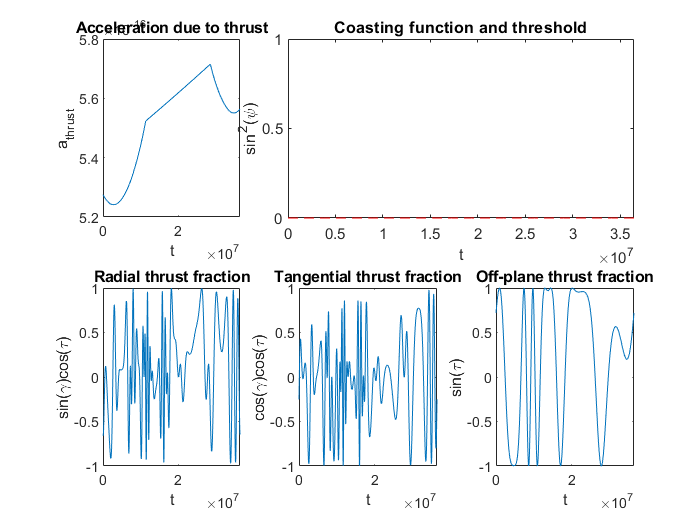 Acceleration due to thrust
Coasting function and threshold
5.8
5.6
5.4
5.2
a_thrust
0 2
t
×10^7
1
0.5
0
sin^2(ψ)
0 0.5 1 1.5 2 2.5 3 3.5
t
×10^7
Radial thrust fraction
Tangential thrust fraction
Off-plane thrust fraction
1
0.5
0
-0.5
-1
sin(γ)cos(τ)
0 2
t
×10^7
1
0.5
0
-0.5
-1
cos(γ)cos(τ)
0 2
t
×10^7
1
0.5
0
-0.5
-1
sin(τ)
0 2
t
×10^7